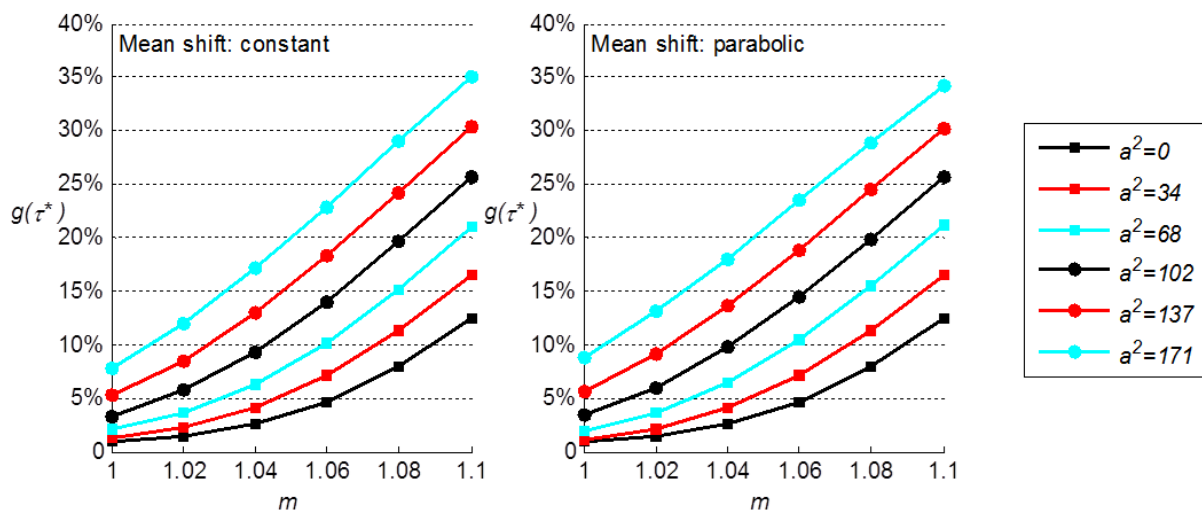 Mean shift: constant
40%
35%
30%
25%
g(τ*)
20%
15%
10%
5%
0
1 1.02 1.04 1.06 1.08 1.1
m
Mean shift: parabolic
40%
35%
30%
25%
g(τ*)
20%
15%
10%
5%
0
1 1.02 1.04 1.06 1.08 1.1
m
a²=0
a²=34
a²=68
a²=102
a²=137
a²=171